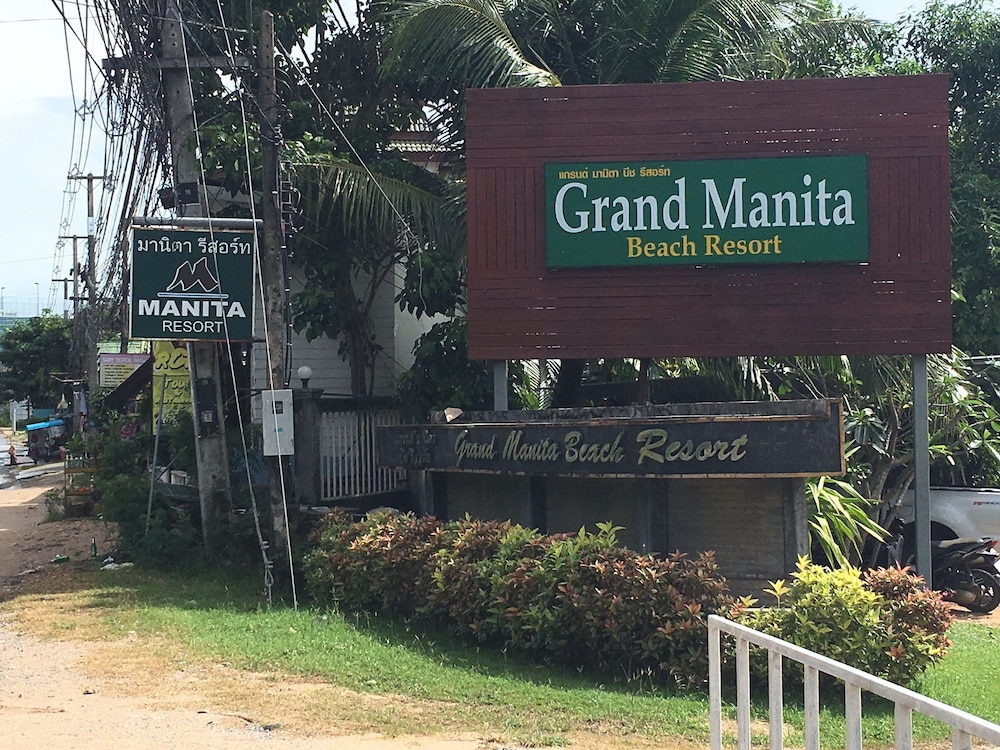 แกรนด์ มานิตา บีช รีสอร์ท
Grand Manita
Beach Resort
มานิตา รีสอร์ท
MANITA
RESORT
Grand Manita Beach Resort